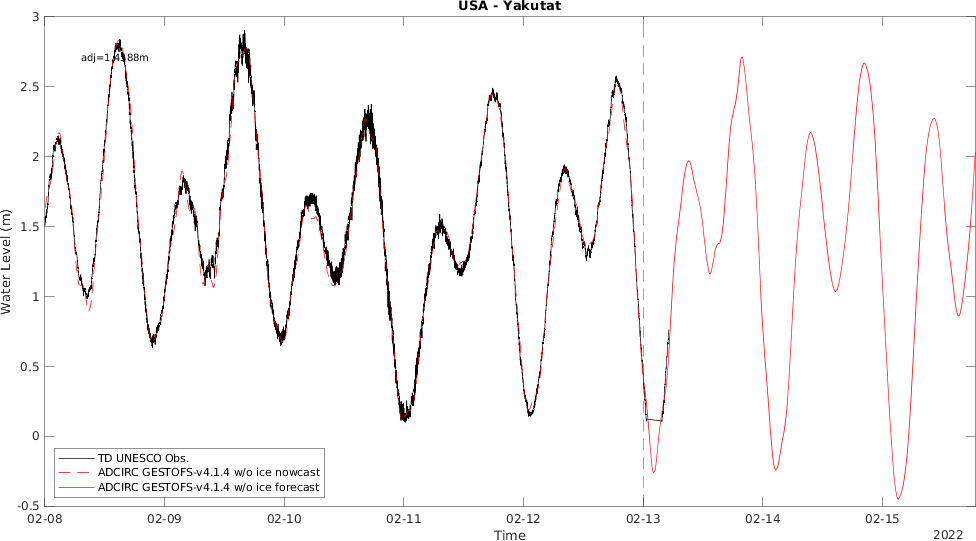 USA - Yakutat
3
adj=1.4988m
2.5
2
1.5
1
0.5
0
-0.5
Water Level (m)
TD UNESCO Obs.
ADCIRC GESTOFS-v4.1.4 w/o ice nowcast
ADCIRC GESTOFS-v4.1.4 w/o ice forecast
02-08 02-09 02-10 02-11 02-12 02-13 02-14 02-15
Time
2022